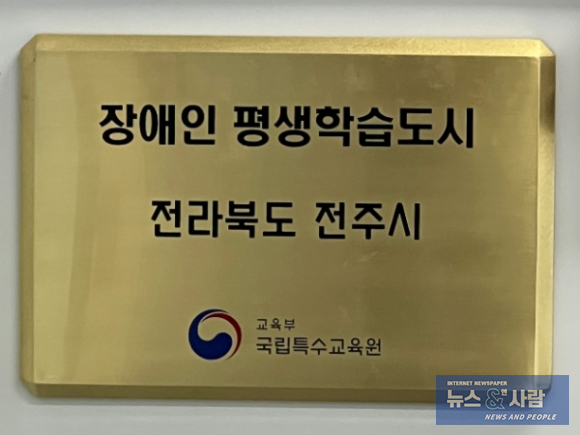 장애인 평생학습도시
전라북도 전주시
교육부
국립특수교육원
INTERNET NEWSPAPER
뉴스&앤사람
NEWS AND PEOPLE